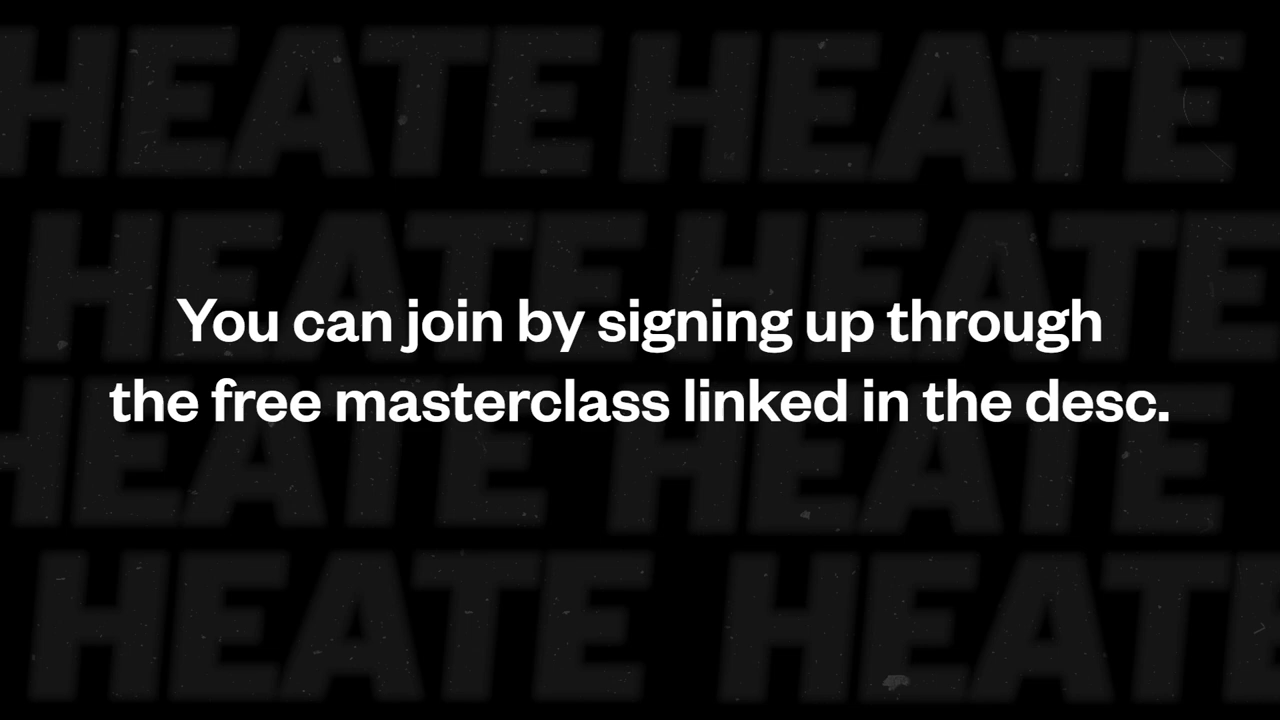 HEATE HEATE
HEATE HEATE
You can join by signing up through
the free masterclass linked in the desc.
HEATE HEATE
HEATE HEATE